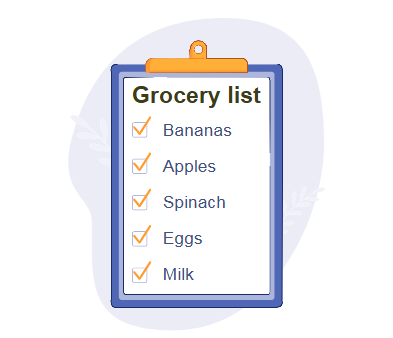 Grocery list
Bananas
Apples
Spinach
Eggs
Milk